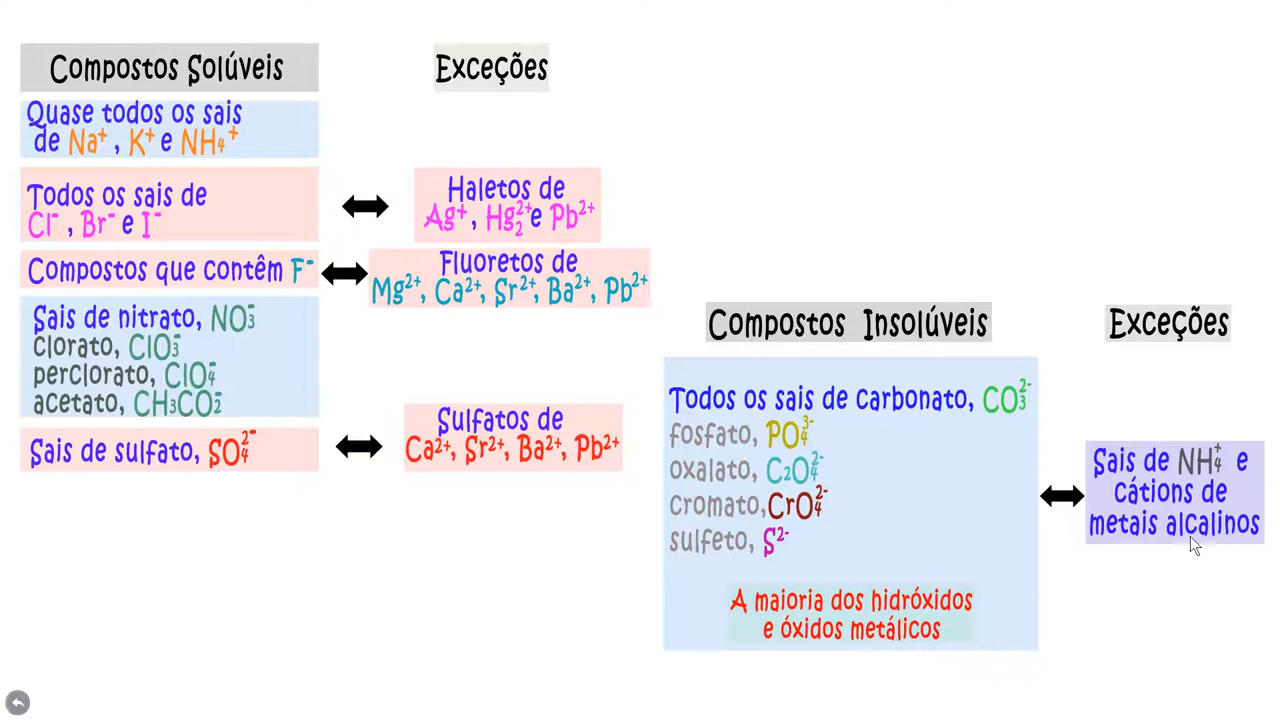 Compostos Solúveis
Exceções
Quase todos os sais
de Na⁺ , K⁺ e NH₄⁺
Todos os sais de
Cl⁻ , Br⁻ e I⁻
Haletos de
Ag⁺ , Hg₂²⁺ e Pb²⁺
Compostos que contêm F⁻
Fluoretos de
Mg²⁺, Ca²⁺, Sr²⁺, Ba²⁺, Pb²⁺
Sais de nitrato, NO₃⁻
clorato, ClO₃⁻
perclorato, ClO₄⁻
acetato, CH₃CO₂⁻
Sais de sulfato, SO₄²⁻
Sulfatos de
Ca²⁺, Sr²⁺, Ba²⁺, Pb²⁺
Compostos Insolúveis
Exceções
Todos os sais de carbonato, CO₃²⁻
fosfato, PO₄³⁻
oxalato, C₂O₄²⁻
cromato, CrO₄²⁻
sulfeto, S²⁻
A maioria dos hidróxidos
e óxidos metálicos
Sais de NH₄⁺ e
cátions de
metais alcalinos